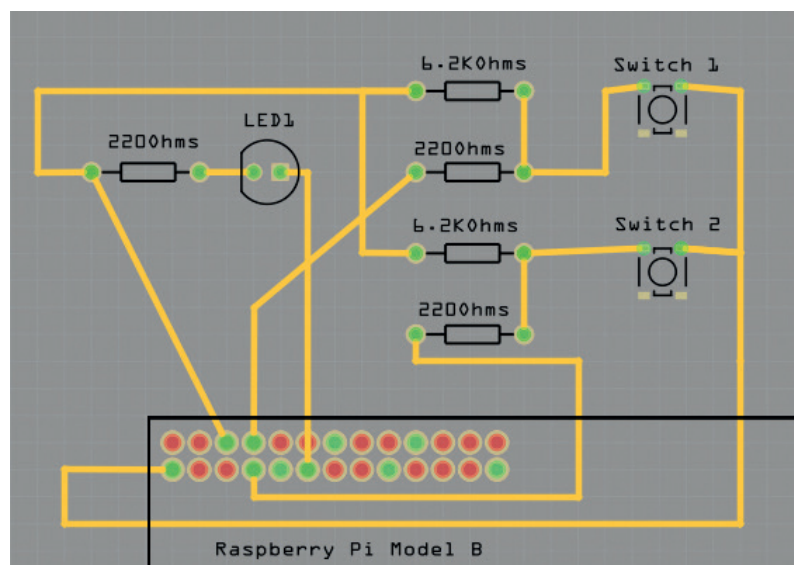 6.2KOhms
Switch 1
LED1
220Ohms
220Ohms
6.2KOhms
Switch 2
220Ohms
Raspberry Pi Model B